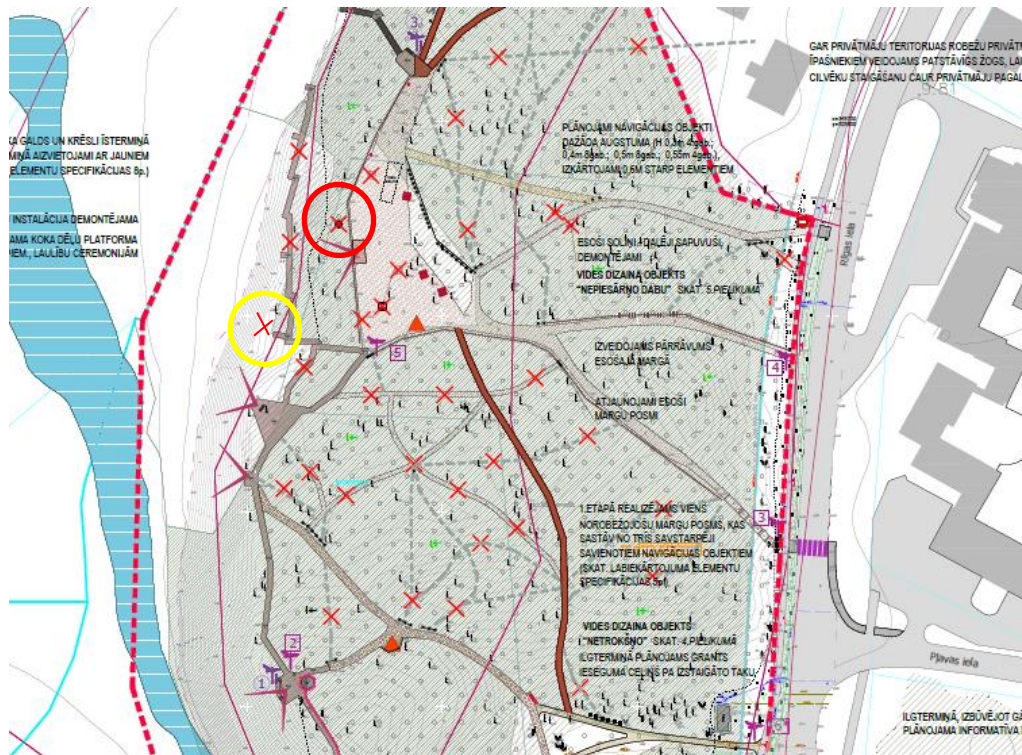 GAR PRIVĀTMĀJU TERITORIJAS ROBEŽU PRIVĀTM
ĪPAŠNIEKIEM VEIDOJAMS PATSTĀVĪGS ŽOGS, LAI
CILVĒKU STAIGĀŠANU CAUR PRIVĀTMĀJU PAGAL
KA GALDS UN KRĒSLI ĪSTERMIŅĀ
MIŅĀ AIZVIETOJAMI AR JAUNIEM
ELEMENTU SPECIFIKĀCIJAS 8p.)
INSTALĀCIJA DEMONTĒJAMA
AMA KOKA DĒĻU PLATFORMA
PIEM., LAULĪBU CEREMONIJĀM
PLĀNOJAMI NAVIGĀCIJAS OBJEKTI
DAŽĀDA AUGSTUMA (H 0,3m 4gab.;
0,4m 8gab.; 0,5m 8gab.; 0,55m 4gab.),
IZKĀRTOJAMI 0,6M STARP ELEMENTIEM
ESOŠI SOLIŅI - DAĻĒJI SAPUVUŠI,
DEMONTĒJAMI
VIDES DIZAINA OBJEKTS
"NEPIESĀRŅO DABU" SKAT. 5.PIELIKUMĀ
IZVEIDOJAMS PĀRRĀVUMS
ESOŠAJĀ MARGĀ
ATJAUNOJAMI ESOŠI
MARGU POSMI
1.ETAPĀ REALIZĒJAMS VIENS
NOROBEŽOJOŠU MARGU POSMS, KAS
SASTĀV NO TRĪS SAVSTARPĒJI
SAVIENOTIEM NAVIGĀCIJAS OBJEKTIEM
(SKAT. LABIEKĀRTOJUMA ELEMENTU
SPECIFIKĀCIJAS 5p).
VIDES DIZAINA OBJEKTS
"NETROKŠŅO" SKAT. 4.PIELIKUMĀ
ILGTERMIŅĀ PLĀNOJAMS GRANTS
IESEGUMA CELIŅŠ PA IZSTAIGĀTO TAKU
ILGTERMIŅĀ, IZBŪVĒJOT GĀ
PLĀNOJAMA INFORMATĪVA
Rīgas iela
Pļavas iela
3
5
4
3
2
1